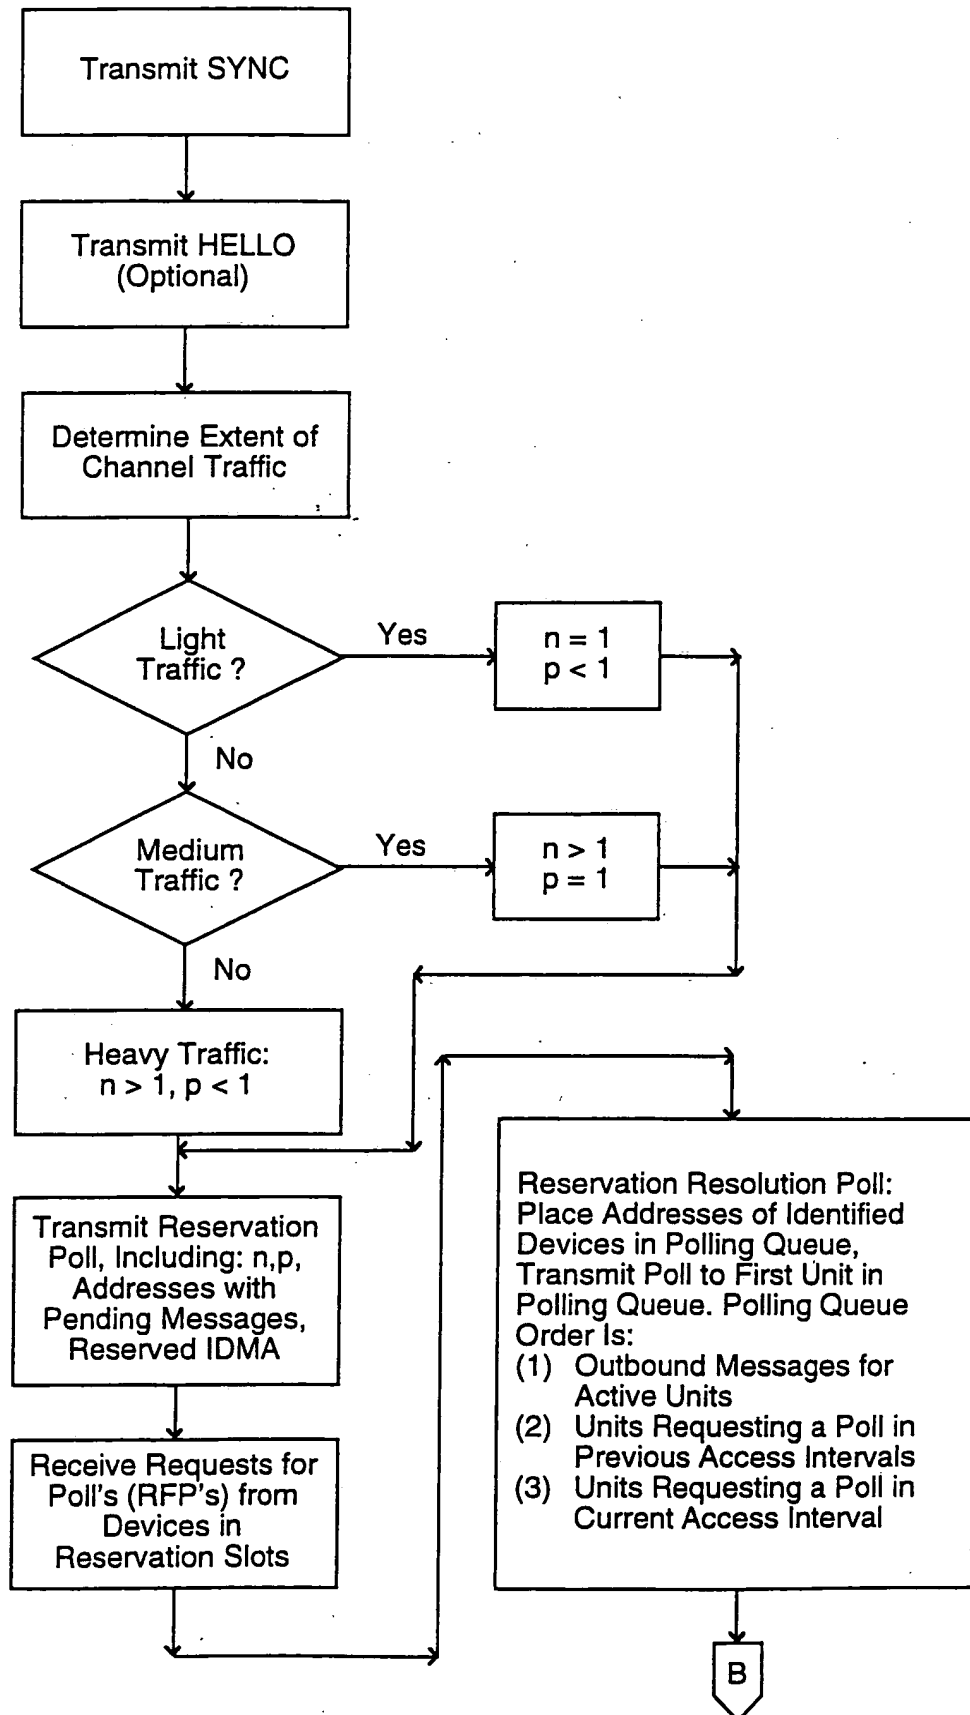 Transmit SYNC
Transmit HELLO
(Optional)
Determine Extent of
Channel Traffic
Light
Traffic ?
Yes
n = 1
p < 1
No
Medium
Traffic ?
Yes
n > 1
p = 1
No
Heavy Traffic:
n > 1, p < 1
Transmit Reservation
Poll, Including: n,p,
Addresses with
Pending Messages,
Reserved IDMA
Receive Requests for
Poll's (RFP's) from
Devices in
Reservation Slots
Reservation Resolution Poll:
Place Addresses of Identified
Devices in Polling Queue,
Transmit Poll to First Unit in
Polling Queue. Polling Queue
Order Is:
(1) Outbound Messages for
Active Units
(2) Units Requesting a Poll in
Previous Access Intervals
(3) Units Requesting a Poll in
Current Access Interval
B